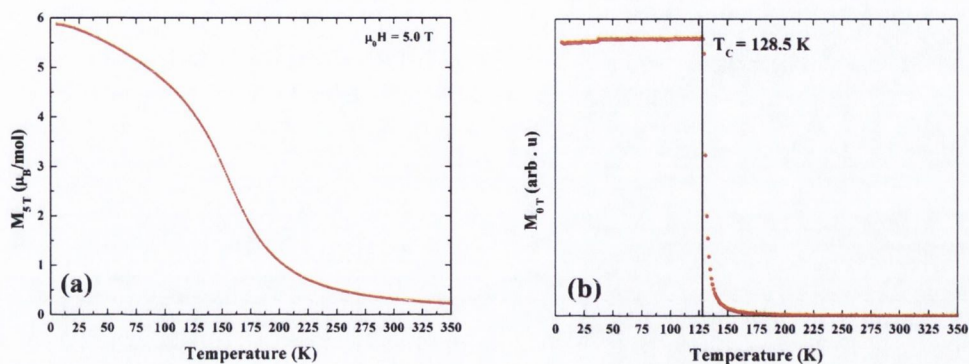 μ₀H = 5.0 T
M₅ T (μB/mol)
6
5
4
3
2
1
0
(a)
0 25 50 75 100 125 150 175 200 225 250 275 300 325 350
Temperature (K)
T_C = 128.5 K
M₀ T (arb . u)
(b)
0 25 50 75 100 125 150 175 200 225 250 275 300 325 350
Temperature (K)